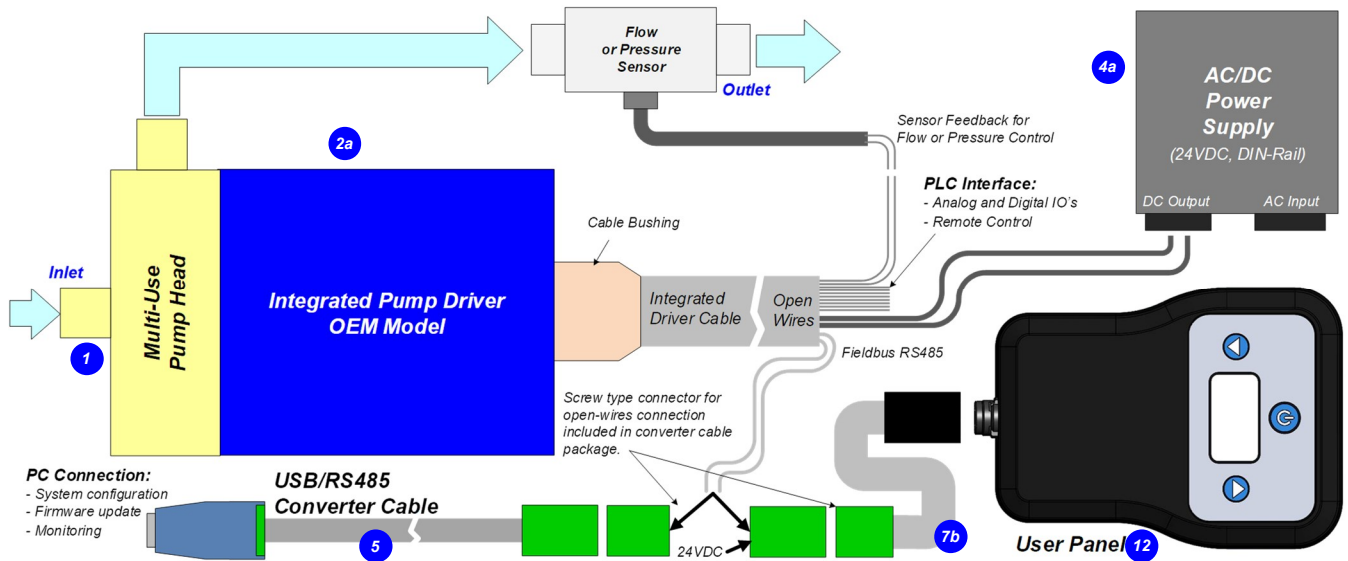 Flow
or Pressure
Sensor
Outlet
4a
AC/DC
Power
Supply
(24VDC, DIN-Rail)
DC Output
AC Input
Sensor Feedback for
Flow or Pressure Control
2a
PLC Interface:
- Analog and Digital IO`s
- Remote Control
Cable Bushing
Inlet
1
Multi-Use
Pump Head
Integrated Pump Driver
OEM Model
Integrated
Driver Cable
Open
Wires
Fieldbus RS485
Screw type connector for
open-wires connection
included in converter cable
package.
PC Connection:
- System configuration
- Firmware update
- Monitoring
USB/RS485
Converter Cable
5
24VDC
7b
User Panel
12